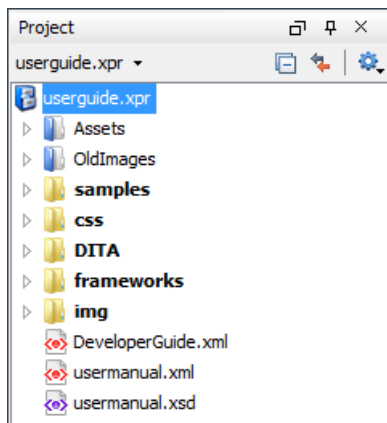 Project
userguide.xpr
userguide.xpr
Assets
OldImages
samples
css
DITA
frameworks
img
DeveloperGuide.xml
usermanual.xml
usermanual.xsd